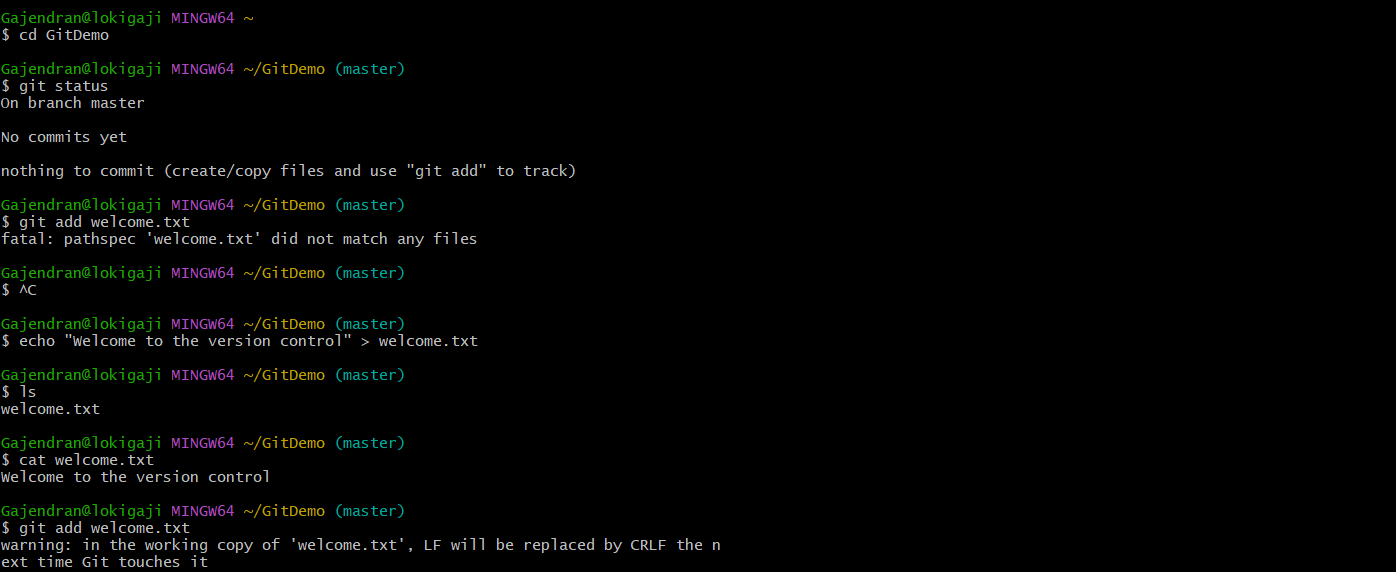 Gajendran@lokigaji MINGW64 ~
$ cd GitDemo
Gajendran@lokigaji MINGW64 ~/GitDemo (master)
$ git status
On branch master
No commits yet
nothing to commit (create/copy files and use "git add" to track)
Gajendran@lokigaji MINGW64 ~/GitDemo (master)
$ git add welcome.txt
fatal: pathspec 'welcome.txt' did not match any files
Gajendran@lokigaji MINGW64 ~/GitDemo (master)
$ ^C
Gajendran@lokigaji MINGW64 ~/GitDemo (master)
$ echo "Welcome to the version control" > welcome.txt
Gajendran@lokigaji MINGW64 ~/GitDemo (master)
$ ls
welcome.txt
Gajendran@lokigaji MINGW64 ~/GitDemo (master)
$ cat welcome.txt
Welcome to the version control
Gajendran@lokigaji MINGW64 ~/GitDemo (master)
$ git add welcome.txt
warning: in the working copy of 'welcome.txt', LF will be replaced by CRLF the n
ext time Git touches it